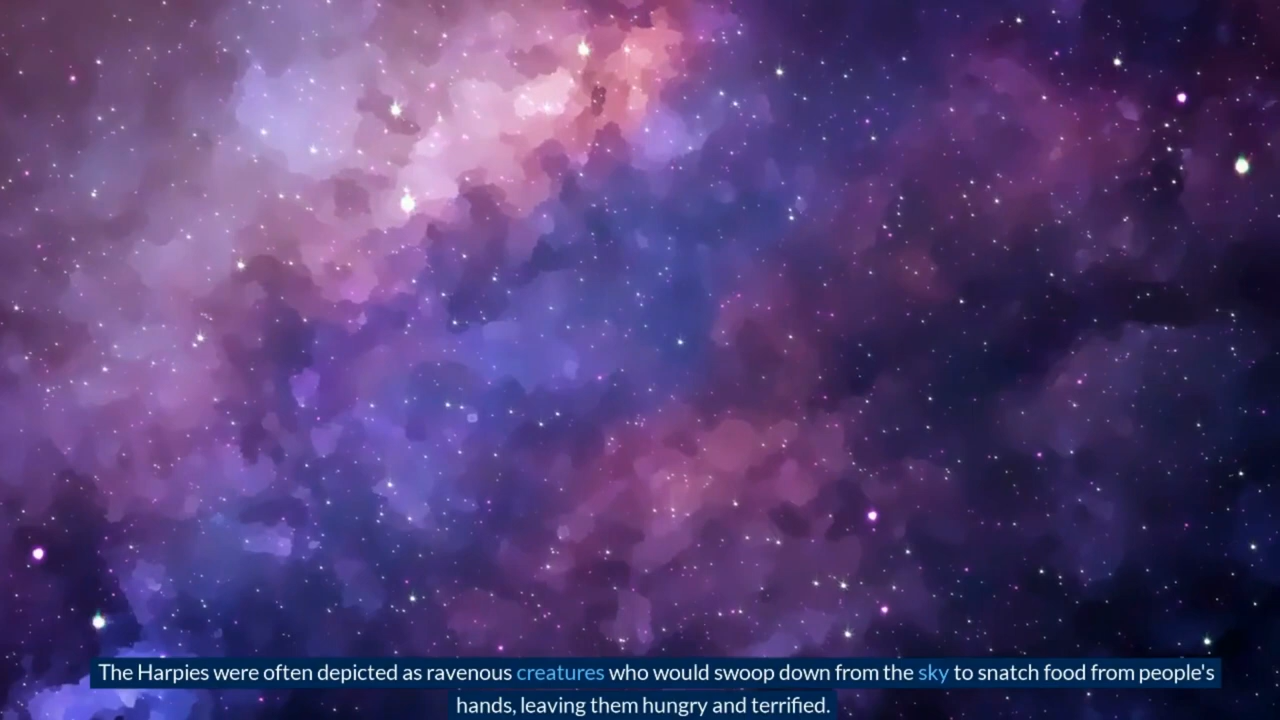 The Harpies were often depicted as ravenous creatures who would swoop down from the sky to snatch food from people's
hands, leaving them hungry and terrified.